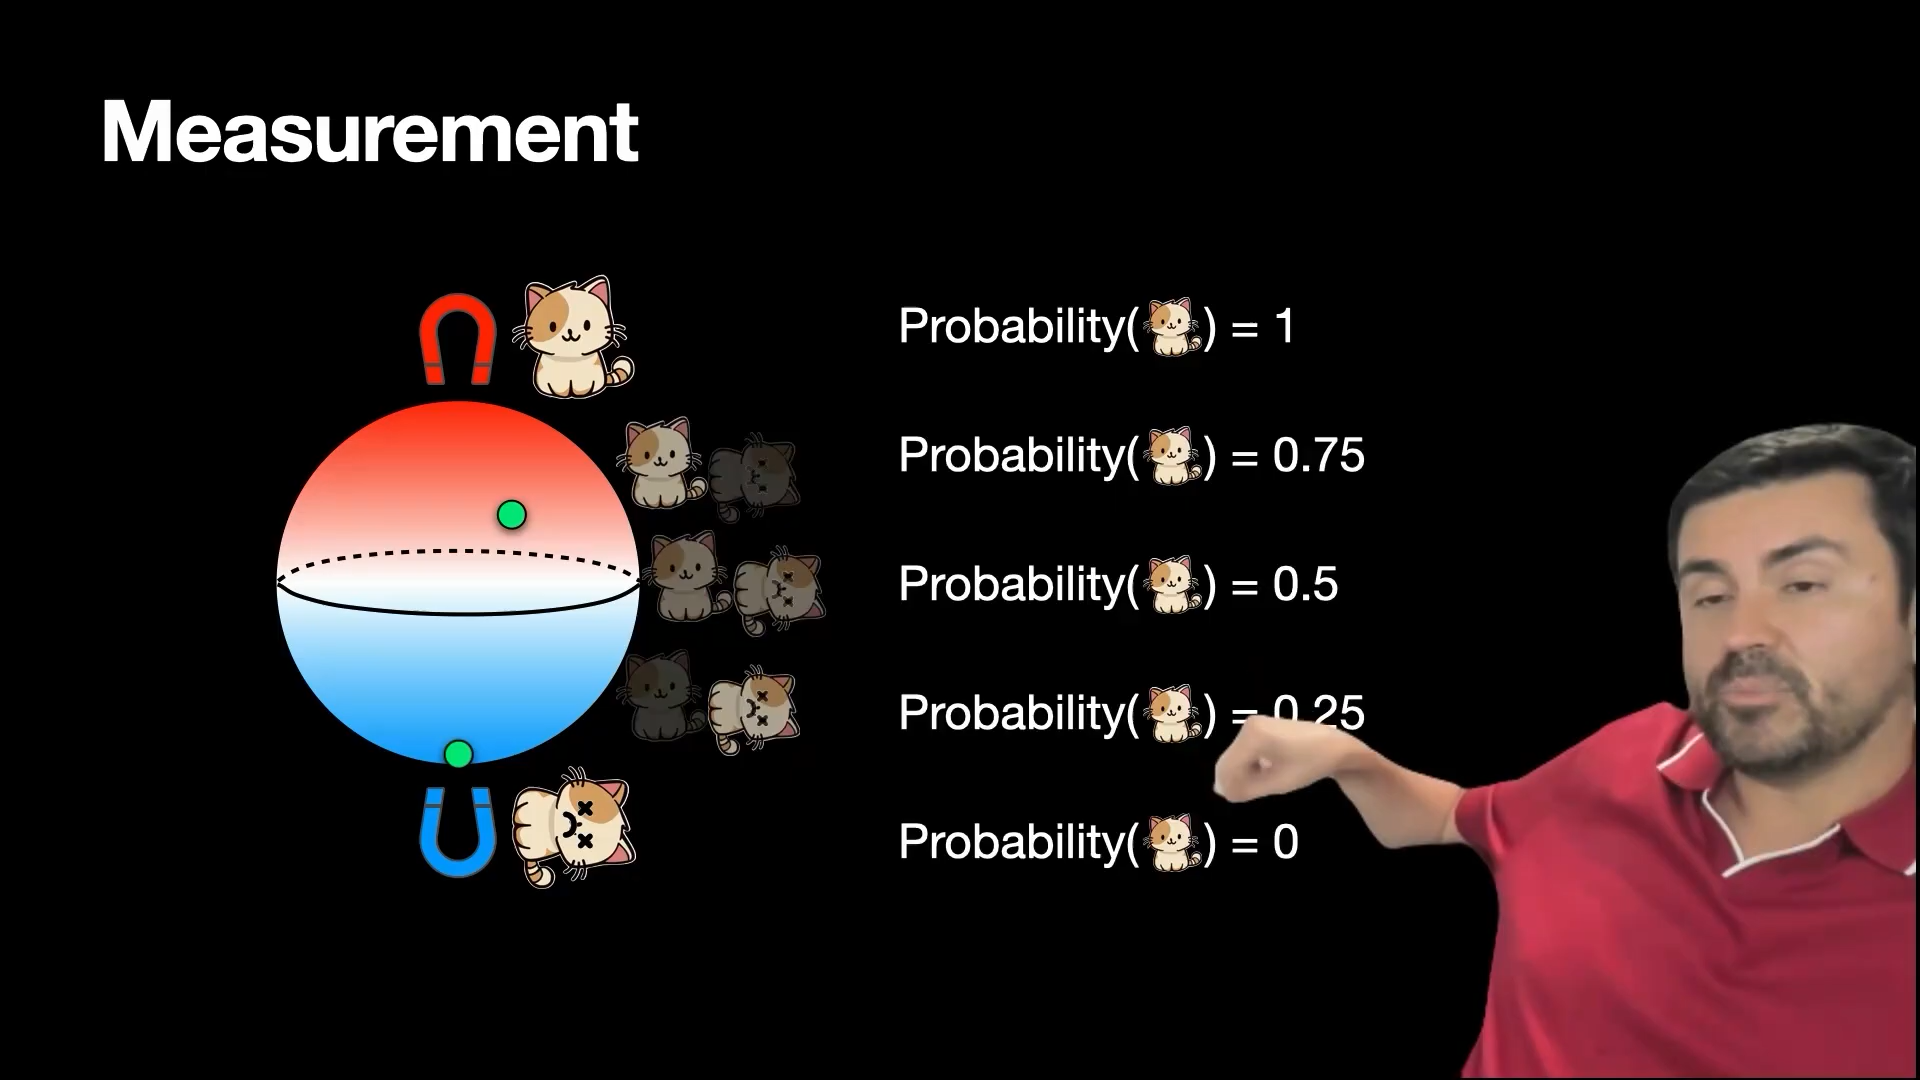 Measurement
Probability( ) = 1
Probability( ) = 0.75
Probability( ) = 0.5
Probability( ) = 0.25
Probability( ) = 0